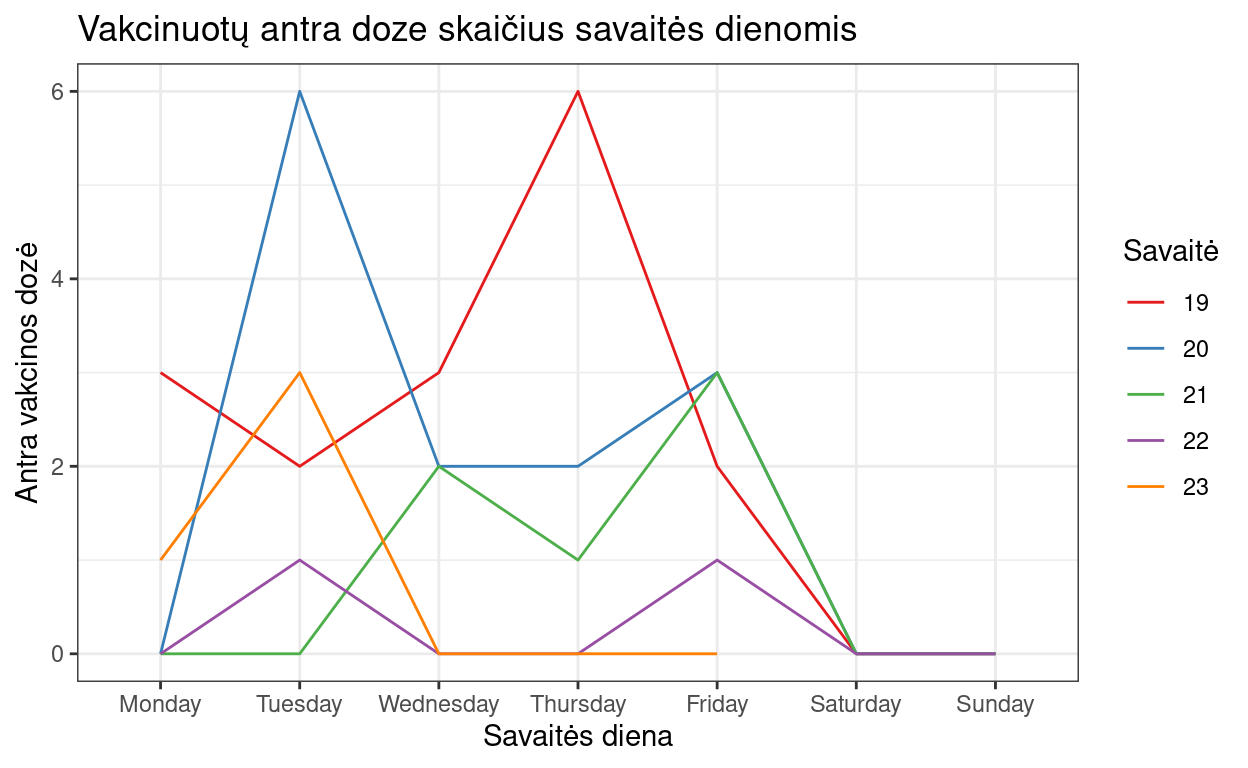 Vakcinuotų antra doze skaičius savaitės dienomis
Antra vakcinos dozė
6
4
2
0
Monday Tuesday Wednesday Thursday Friday Saturday Sunday
Savaitės diena
Savaitė
19
20
21
22
23